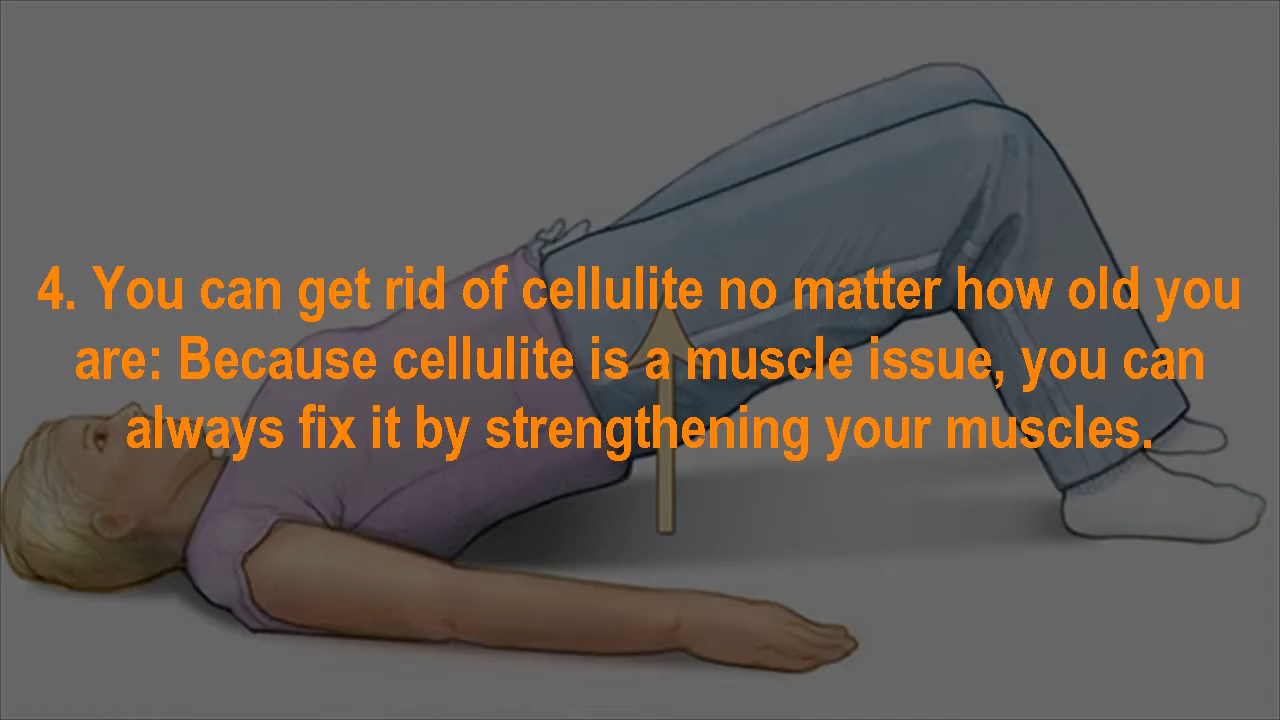 4. You can get rid of cellulite no matter how old you
are: Because cellulite is a muscle issue, you can
always fix it by strengthening your muscles.